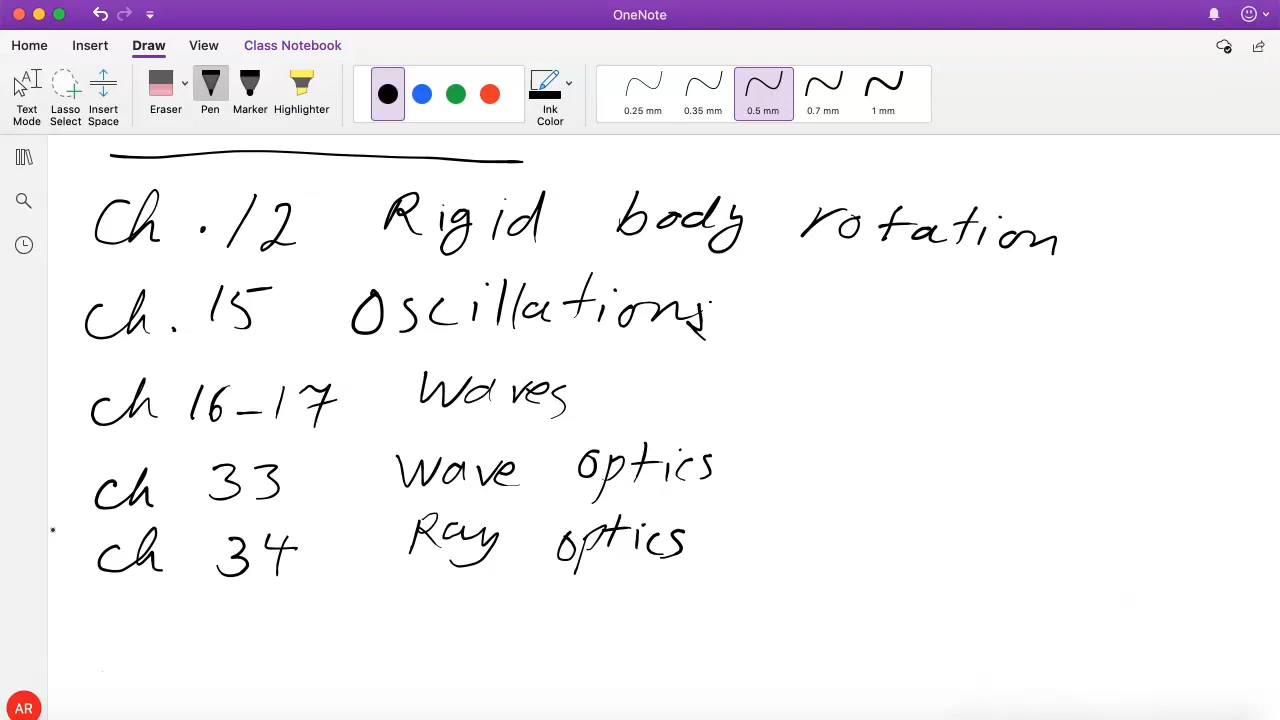 OneNote
Home Insert Draw View Class Notebook
Text Mode Lasso Select Insert Space Eraser Pen Marker Highlighter Ink Color 0.25 mm 0.35 mm 0.5 mm 0.7 mm 1 mm
Ch. 12 Rigid body rotation
Ch. 15 Oscillations
Ch 16-17 Waves
Ch 33 Wave optics
Ch 34 Ray optics
AR